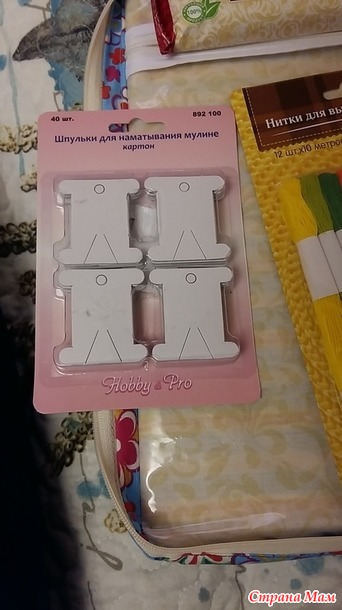 40 шт.
892 100
Шпульки для наматывания мулине
картон
Hobby & Pro
100%
Нитки для вы
12 шт.х10 метров
Страна Мам